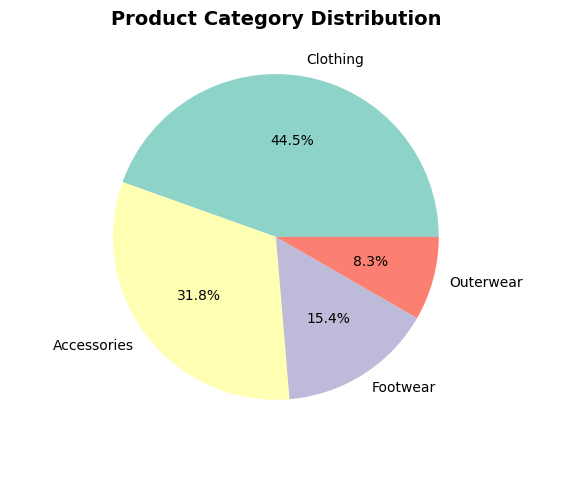 Product Category Distribution
Clothing
44.5%
8.3%
Outerwear
31.8%
15.4%
Accessories
Footwear